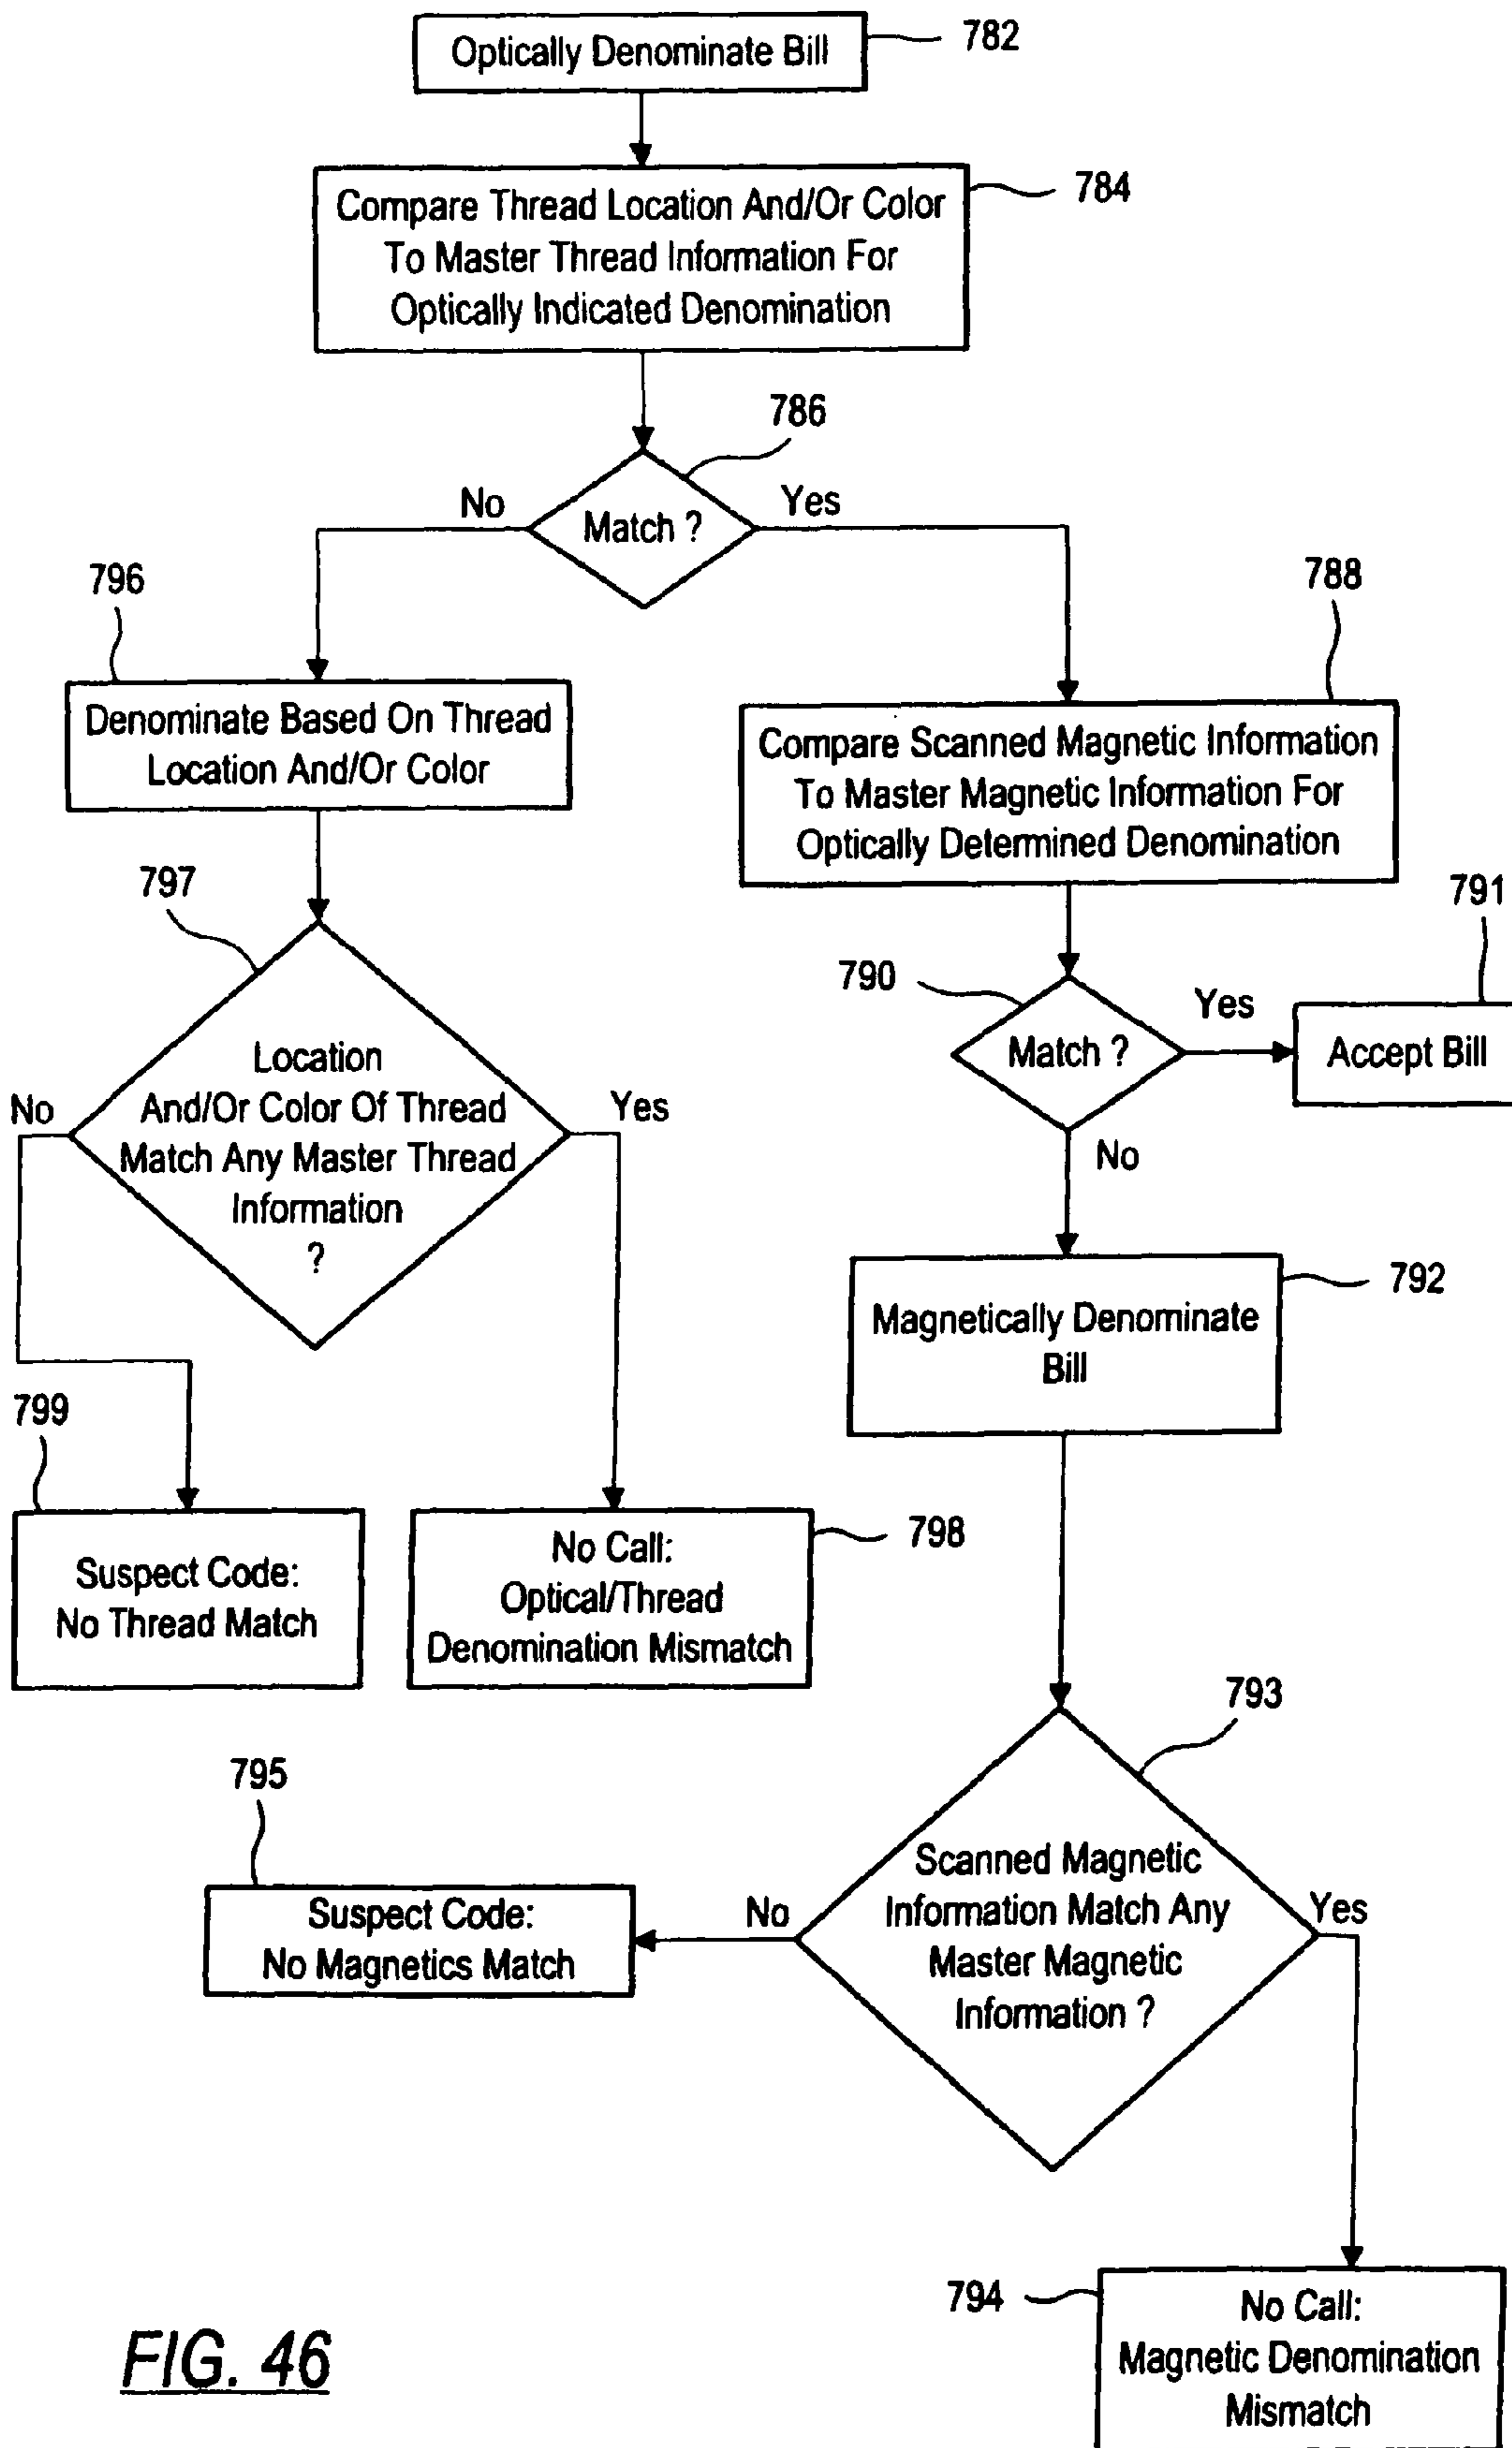 Optically Denominate Bill
782
Compare Thread Location And/Or Color
To Master Thread Information For
Optically Indicated Denomination
784
786
Match ?
No
Yes
796
Denominate Based On Thread
Location And/Or Color
788
Compare Scanned Magnetic Information
To Master Magnetic Information For
Optically Determined Denomination
797
Location
And/Or Color Of Thread
Match Any Master Thread
Information
?
No
Yes
790
Match ?
Yes
791
Accept Bill
No
792
Magnetically Denominate
Bill
799
Suspect Code:
No Thread Match
No Call:
Optical/Thread
Denomination Mismatch
798
793
Scanned Magnetic
Information Match Any
Master Magnetic
Information ?
No
Yes
795
Suspect Code:
No Magnetics Match
794
No Call:
Magnetic Denomination
Mismatch
FIG. 46